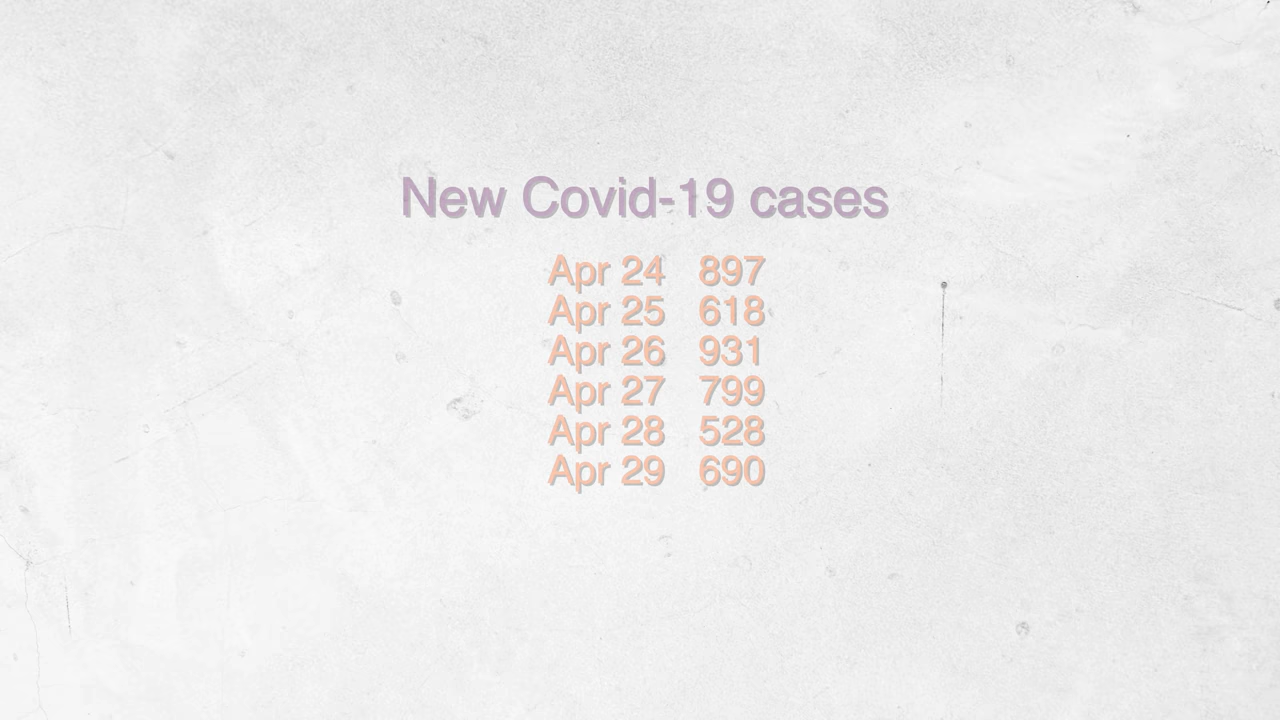 New Covid-19 cases
Apr 24 897
Apr 25 618
Apr 26 931
Apr 27 799
Apr 28 528
Apr 29 690